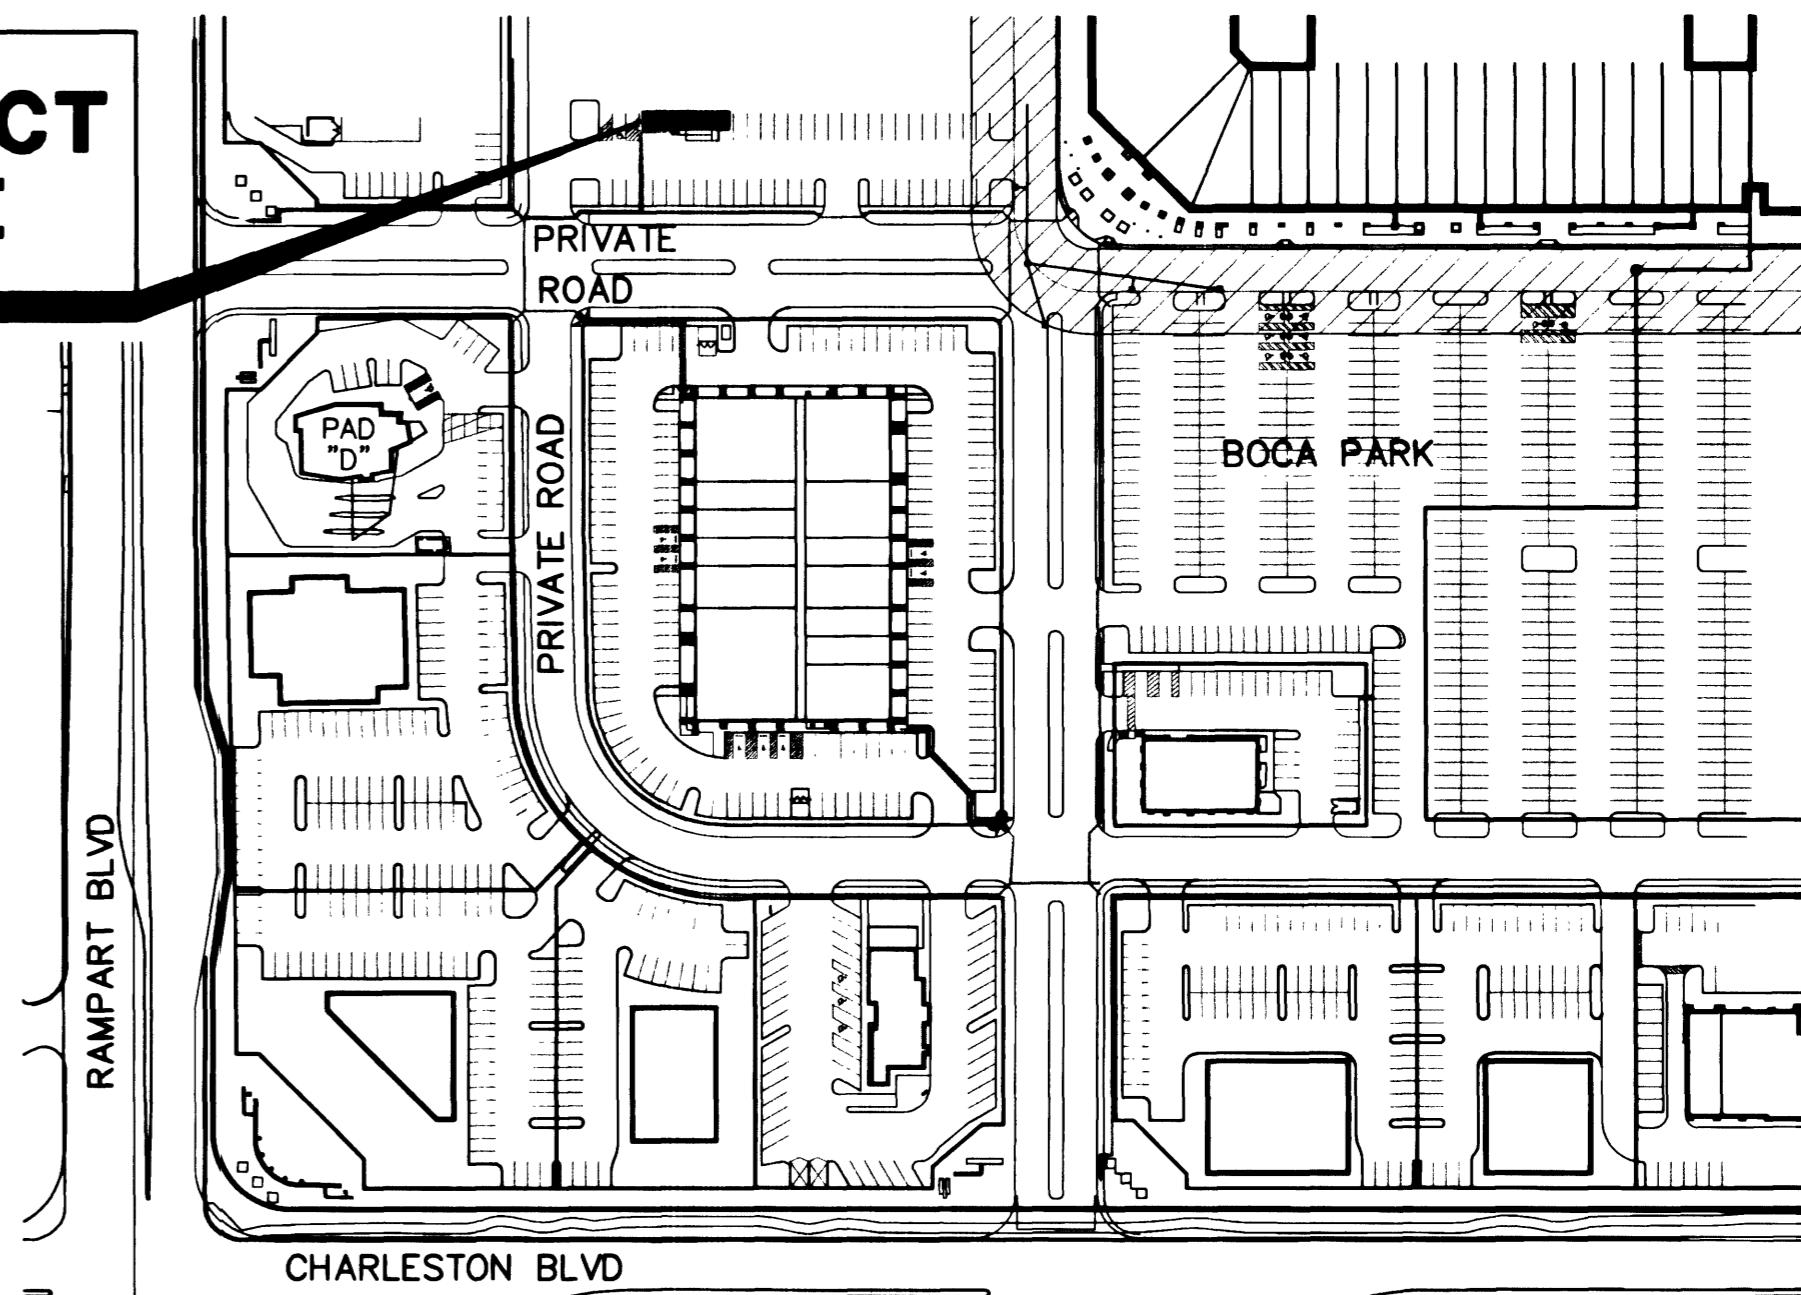 CT
PRIVATE
ROAD
PAD
"D"
PRIVATE ROAD
BOCA PARK
RAMPART BLVD
CHARLESTON BLVD